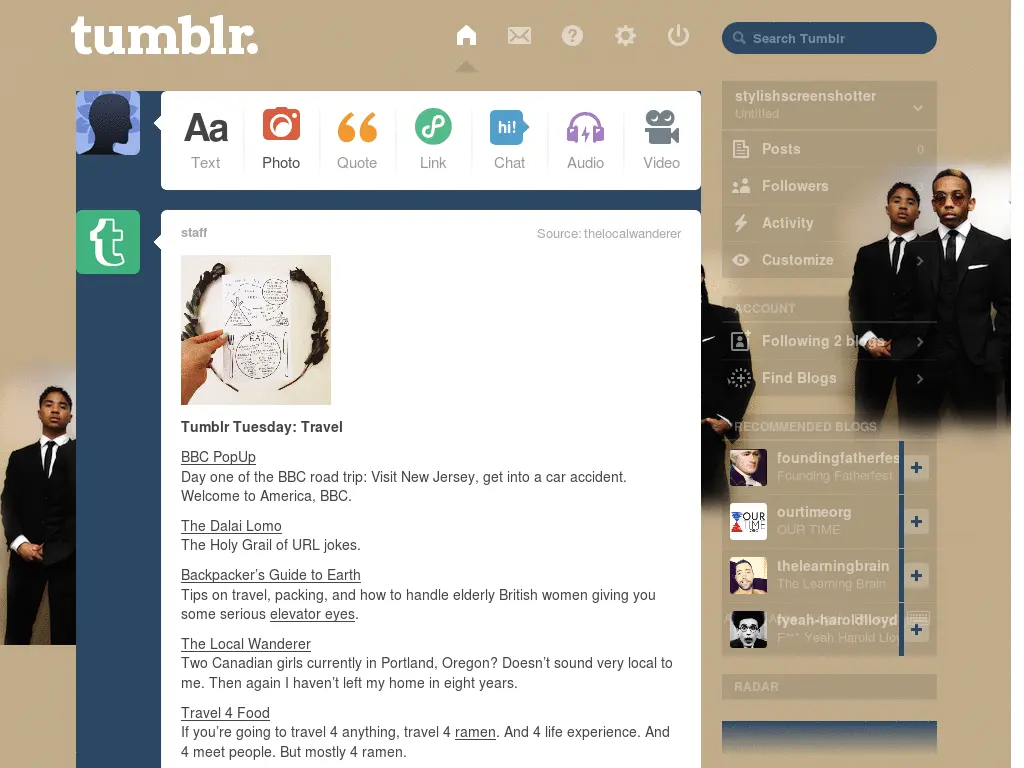 tumblr.
Search Tumblr
stylishscreenshotter
Untitled
Aa
hi!
Text
Photo
Quote
Link
Chat
Audio
Video
Posts
0
Followers
Activity
Customize
staff
Source: thelocalwanderer
EAT
Tumblr Tuesday: Travel
BBC PopUp
Day one of the BBC road trip: Visit New Jersey, get into a car accident.
Welcome to America, BBC.
The Dalai Lomo
The Holy Grail of URL jokes.
Backpacker’s Guide to Earth
Tips on travel, packing, and how to handle elderly British women giving you
some serious elevator eyes.
The Local Wanderer
Two Canadian girls currently in Portland, Oregon? Doesn’t sound very local to
me. Then again I haven’t left my home in eight years.
Travel 4 Food
If you’re going to travel 4 anything, travel 4 ramen. And 4 life experience. And
4 meet people. But mostly 4 ramen.
ACCOUNT
Following 2 blogs
Find Blogs
RECOMMENDED BLOGS
foundingfatherfes
Founding Fatherfest
OUR
TIME
ourtimeorg
OUR TIME
thelearningbrain
The Learning Brain
fyeah-haroldlloyd
F*** Yeah Harold Lloy
RADAR